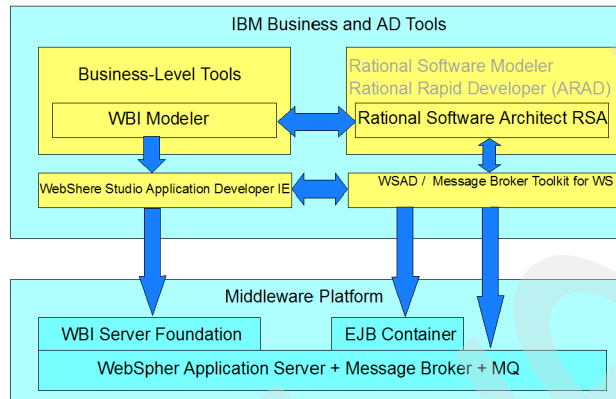 IBM Business and AD Tools
Business-Level Tools
WBI Modeler
Rational Software Modeler
Rational Rapid Developer (ARAD)
Rational Software Architect RSA
WebShere Studio Application Developer IE
WSAD / Message Broker Toolkit for WS
Middleware Platform
WBI Server Foundation
EJB Container
WebSpher Application Server + Message Broker + MQ